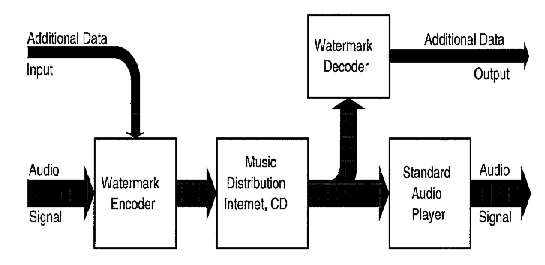 Additional Data
Input
Audio
Signal
Watermark
Encoder
Music
Distribution
Internet, CD
Watermark
Decoder
Additional Data
Output
Standard
Audio
Player
Audio
Signal